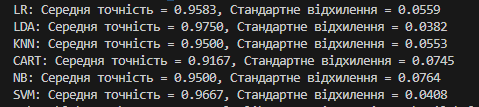 LR: Середня точність = 0.9583, Стандартне відхилення = 0.0559
LDA: Середня точність = 0.9750, Стандартне відхилення = 0.0382
KNN: Середня точність = 0.9500, Стандартне відхилення = 0.0553
CART: Середня точність = 0.9167, Стандартне відхилення = 0.0745
NB: Середня точність = 0.9500, Стандартне відхилення = 0.0764
SVM: Середня точність = 0.9667, Стандартне відхилення = 0.0408